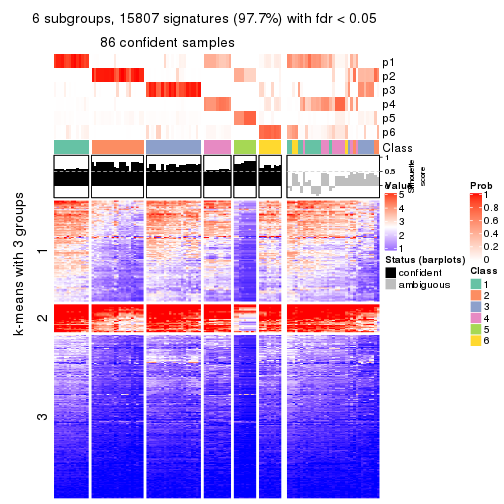 6 subgroups, 15807 signatures (97.7%) with fdr < 0.05
86 confident samples
p1
p2
p3
p4
p5
p6
Class
1
0.5
0
Silhouette
score
k-means with 3 groups
1
2
3
Value
5
4
3
2
1
Status (barplots)
confident
ambiguous
Prob
1
0.8
0.6
0.4
0.2
0
Class
1
2
3
4
5
6